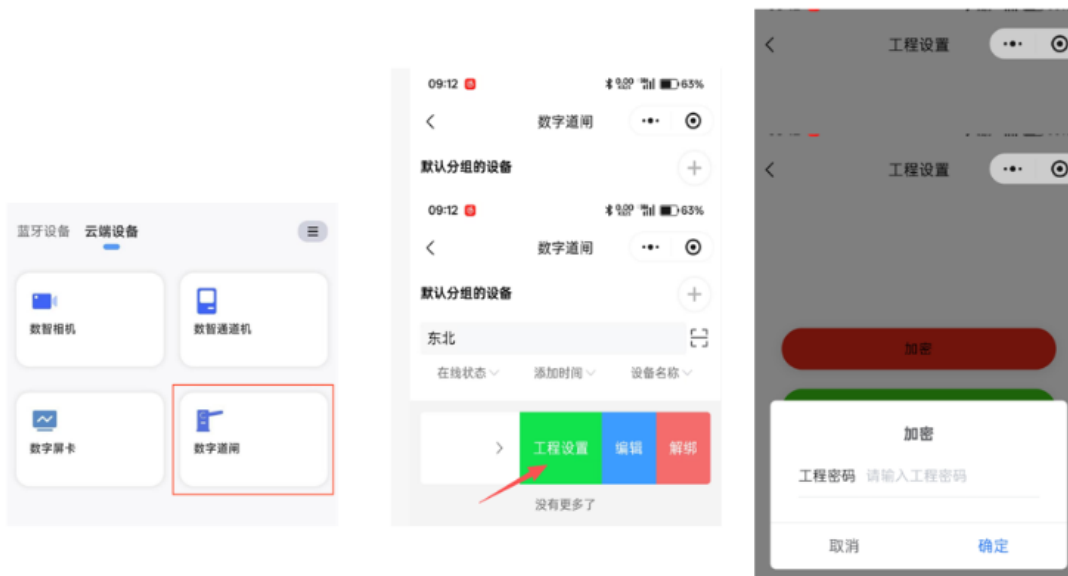 蓝牙设备 云端设备
数智相机
数智通道机
数字屏卡
数字道闸
09:12
63%
数字道闸
默认分组的设备
09:12
63%
数字道闸
默认分组的设备
东北
在线状态 添加时间 设备名称
工程设置 编辑 解绑
没有更多了
工程设置
工程设置
加密
加密
工程密码 请输入工程密码
取消 确定